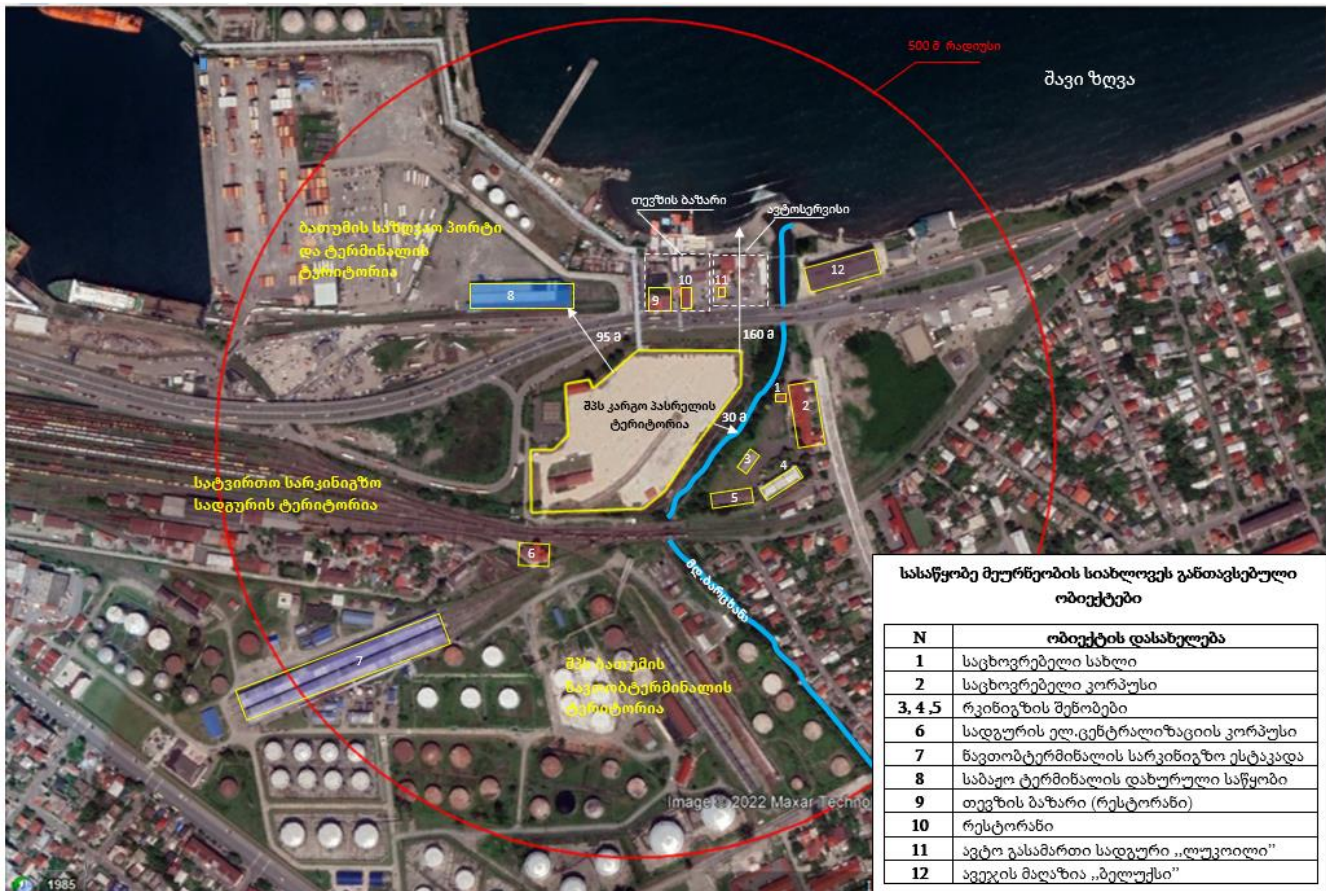 500 მ რადიუსი
შავი ზღვა
თევზის ბაზარი
ავტოსერვისი
ბათუმის საზღვაო პორტი
და ტერმინალის
ტერიტორია
12
11
10
9
8
95 მ
160 მ
შპს კარგო პასრელის
ტერიტორია
30 მ
1
2
3
4
5
სატვირთო სარკინიგზო
სადგურის ტერიტორია
6
მდ.ბარცხანა
7
შპს ბათუმის
ნავთობტერმინალის
ტერიტორია
Image © 2022 Maxar Techno
1985
სასაწყობე მეურნეობის სიახლოვეს განთავსებული
ობიექტები
N ობიექტის დასახელება
1 საცხოვრებელი სახლი
2 საცხოვრებელი კორპუსი
3, 4 ,5 რკინიგზის შენობები
6 სადგურის ელ.ცენტრალიზაციის კორპუსი
7 ნავთობტერმინალის სარკინიგზო ესტაკადა
8 საბაჟო ტერმინალის დახურული საწყობი
9 თევზის ბაზარი (რესტორანი)
10 რესტორანი
11 ავტო გასამართი სადგური ,,ლუკოილი”
12 ავეჯის მაღაზია ,,ბელუქსი”